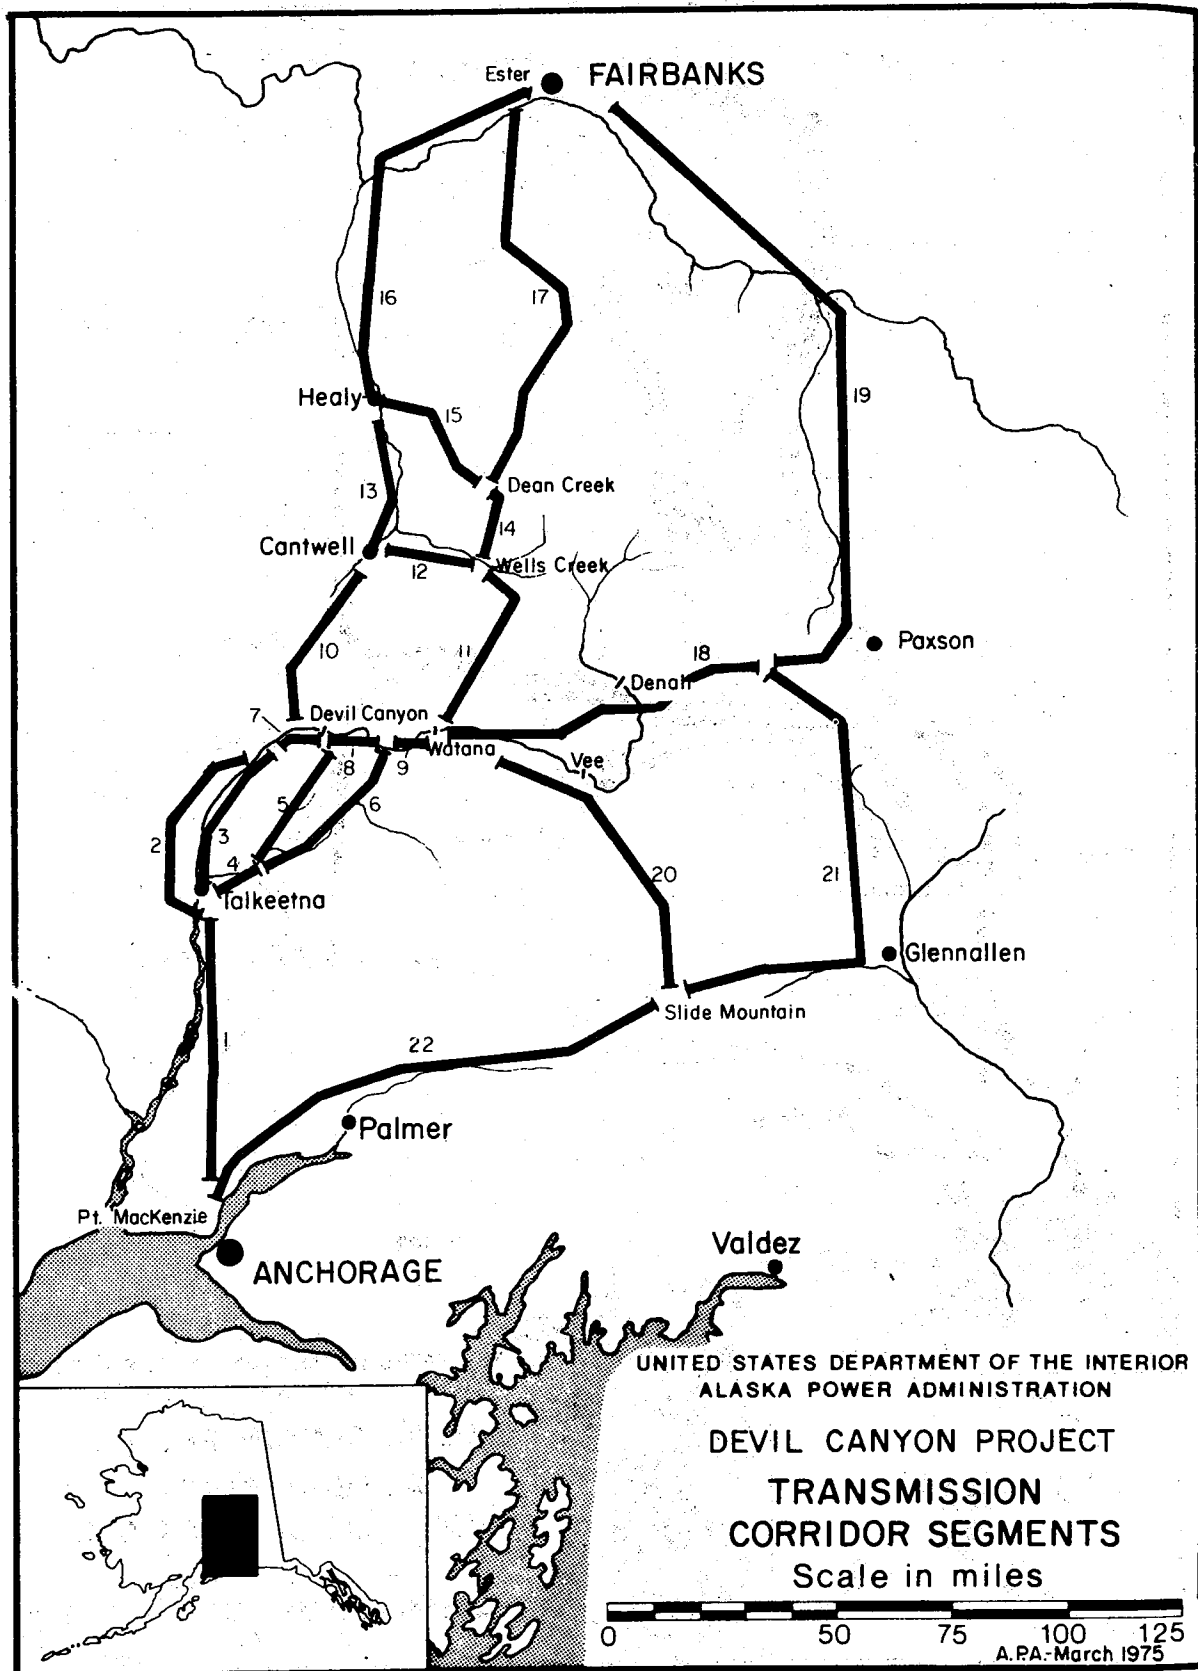 Ester
FAIRBANKS
16
17
19
Healy
15
Dean Creek
13
14
Cantwell
12
Wells Creek
10
11
18
Paxson
Denali
7
Devil Canyon
Watana
8
9
Vee
5
6
2
3
4
Talkeetna
20
21
Glennallen
Slide Mountain
1
22
Palmer
Pt. MacKenzie
ANCHORAGE
Valdez
UNITED STATES DEPARTMENT OF THE INTERIOR
ALASKA POWER ADMINISTRATION
DEVIL CANYON PROJECT
TRANSMISSION
CORRIDOR SEGMENTS
Scale in miles
0 50 75 100 125
A.P.A.-March 1975